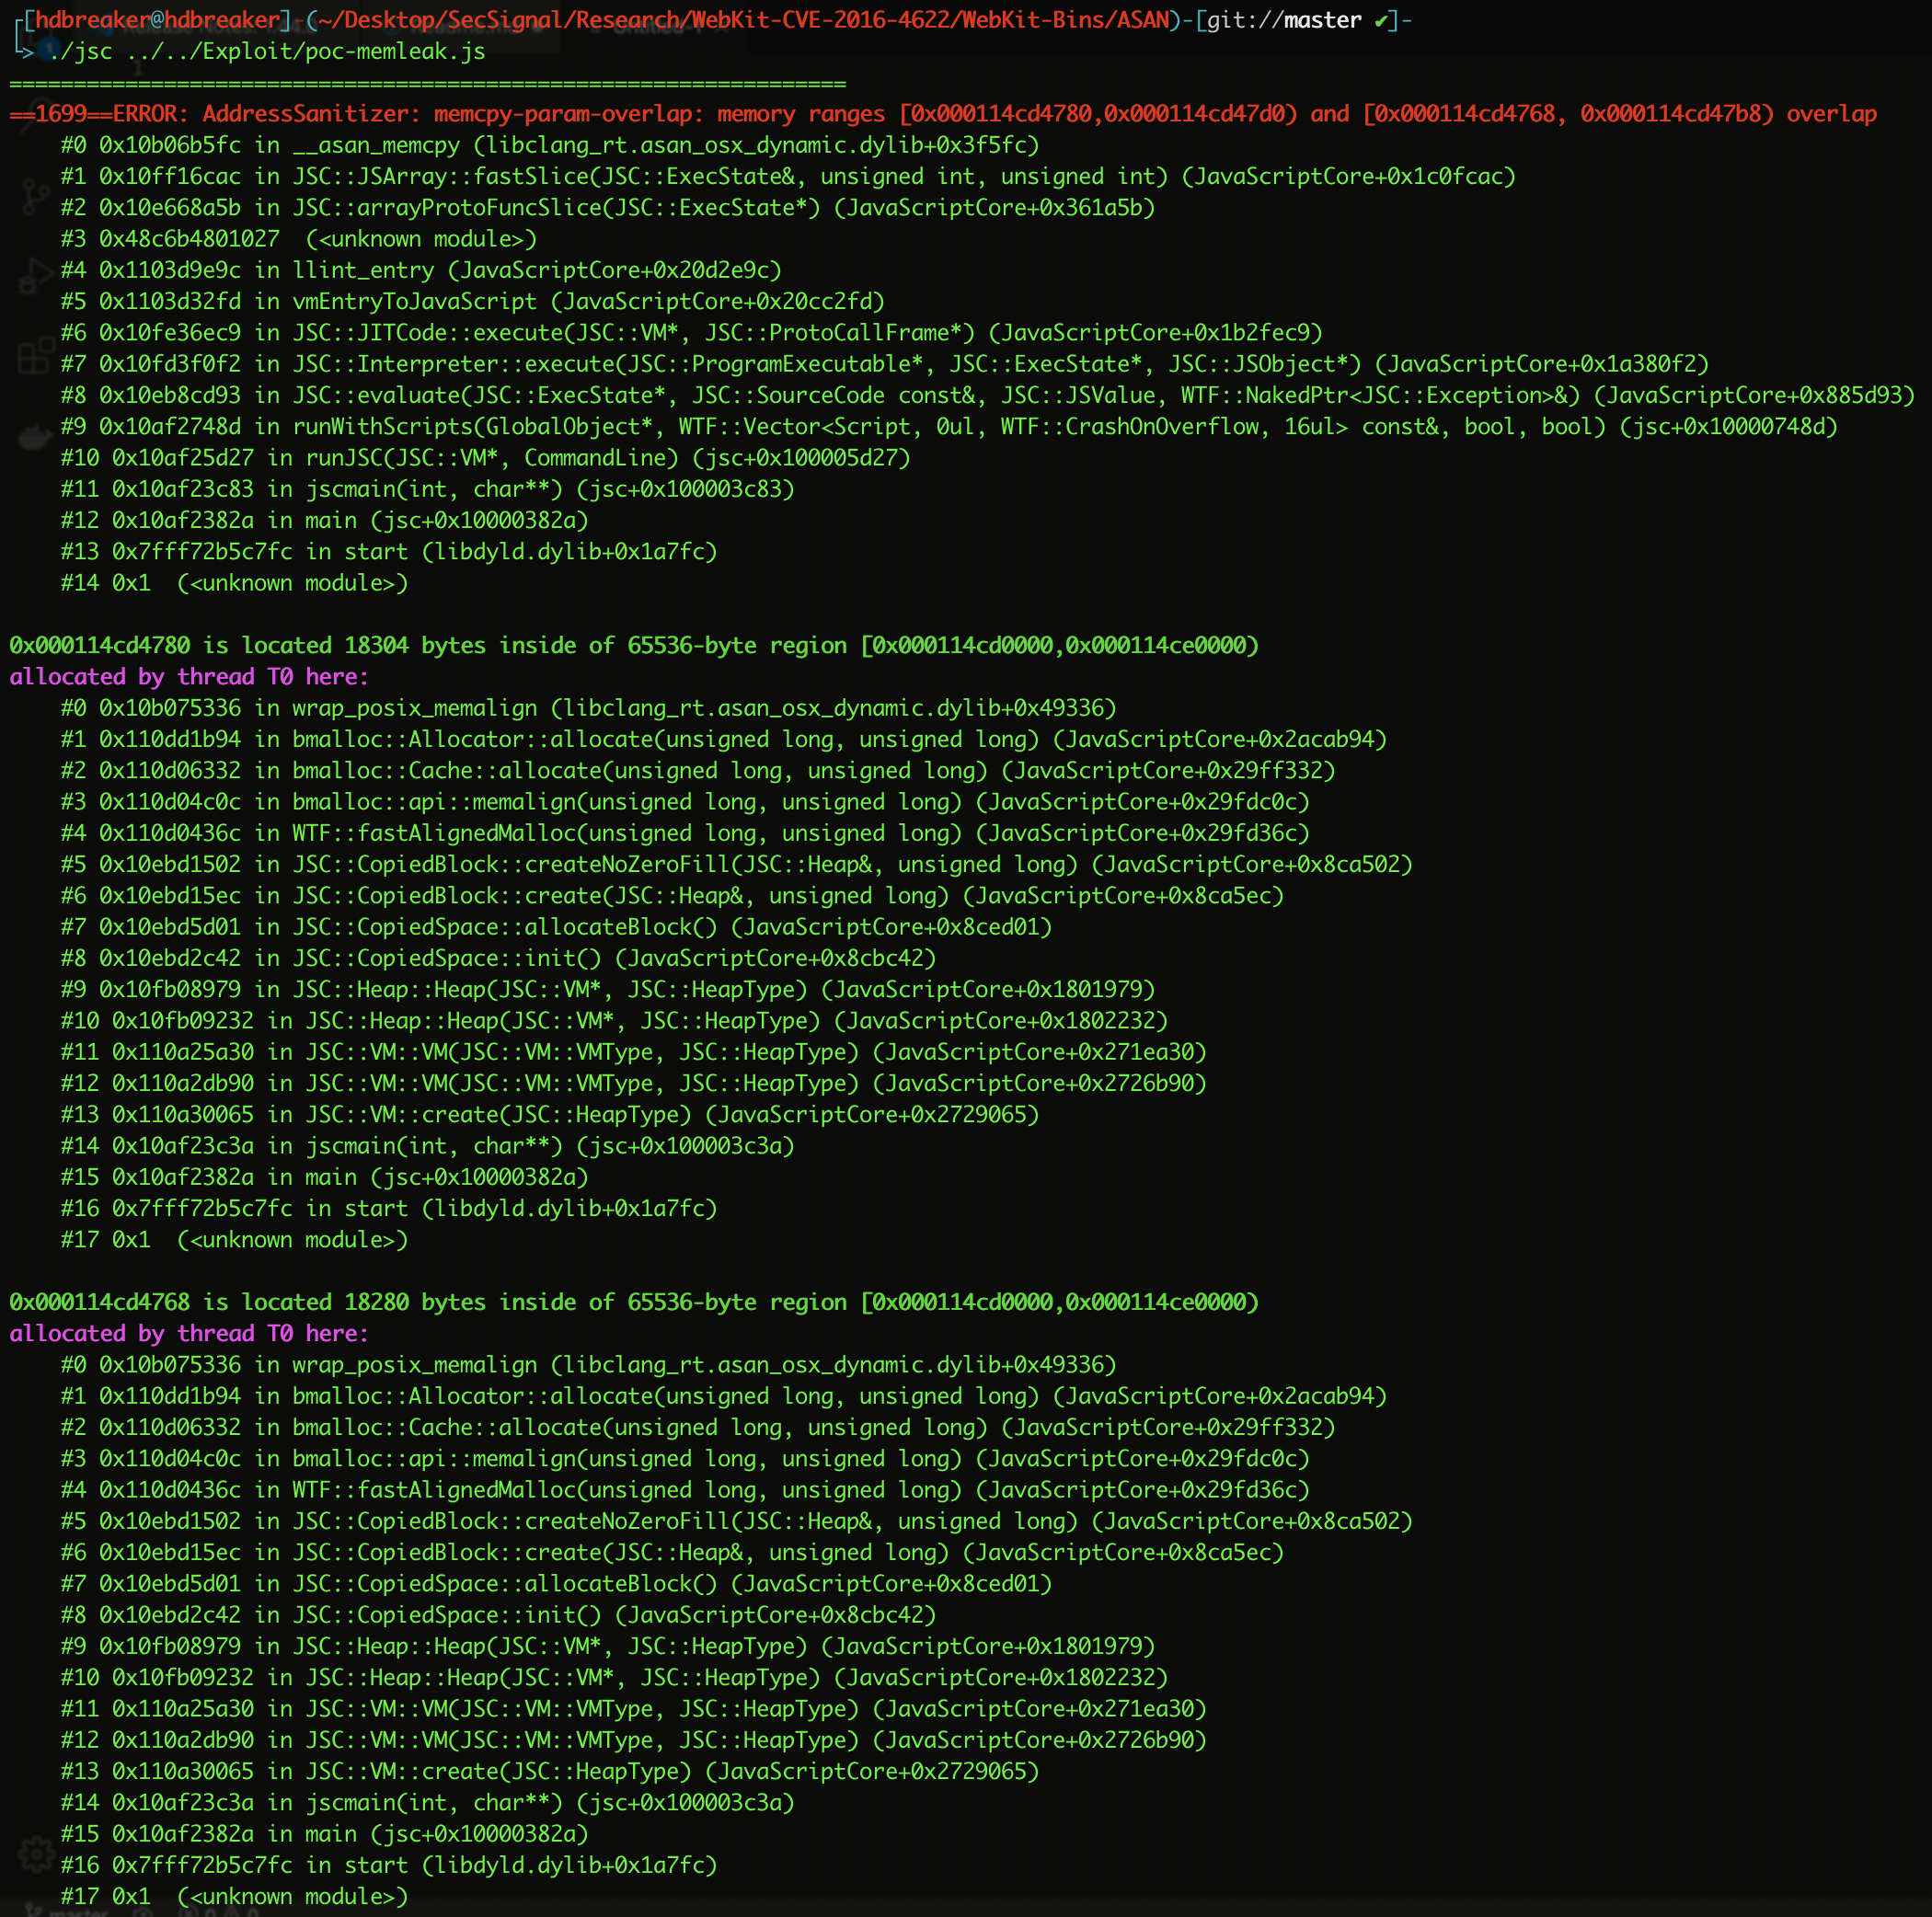 [hdbreaker@hdbreaker]-(~/Desktop/SecSignal/Research/WebKit-CVE-2016-4622/WebKit-Bins/ASAN)-[git://master ✔]-
> ./jsc ../../Exploit/poc-memleak.js
=================================================================
==1699==ERROR: AddressSanitizer: memcpy-param-overlap: memory ranges [0x000114cd4780,0x000114cd47d0) and [0x000114cd4768, 0x000114cd47b8) overlap
    #0 0x10b06b5fc in __asan_memcpy (libclang_rt.asan_osx_dynamic.dylib+0x3f5fc)
    #1 0x10ff16cac in JSC::JSArray::fastSlice(JSC::ExecState&, unsigned int, unsigned int) (JavaScriptCore+0x1c0fcac)
    #2 0x10e668a5b in JSC::arrayProtoFuncSlice(JSC::ExecState*) (JavaScriptCore+0x361a5b)
    #3 0x48c6b4801027  (<unknown module>)
    #4 0x1103d9e9c in llint_entry (JavaScriptCore+0x20d2e9c)
    #5 0x1103d32fd in vmEntryToJavaScript (JavaScriptCore+0x20cc2fd)
    #6 0x10fe36ec9 in JSC::JITCode::execute(JSC::VM*, JSC::ProtoCallFrame*) (JavaScriptCore+0x1b2fec9)
    #7 0x10fd3f0f2 in JSC::Interpreter::execute(JSC::ProgramExecutable*, JSC::ExecState*, JSC::JSObject*) (JavaScriptCore+0x1a380f2)
    #8 0x10eb8cd93 in JSC::evaluate(JSC::ExecState*, JSC::SourceCode const&, JSC::JSValue, WTF::NakedPtr<JSC::Exception>&) (JavaScriptCore+0x885d93)
    #9 0x10af2748d in runWithScripts(GlobalObject*, WTF::Vector<Script, 0ul, WTF::CrashOnOverflow, 16ul> const&, bool, bool) (jsc+0x10000748d)
    #10 0x10af25d27 in runJSC(JSC::VM*, CommandLine) (jsc+0x100005d27)
    #11 0x10af23c83 in jscmain(int, char**) (jsc+0x100003c83)
    #12 0x10af2382a in main (jsc+0x10000382a)
    #13 0x7fff72b5c7fc in start (libdyld.dylib+0x1a7fc)
    #14 0x1  (<unknown module>)

0x000114cd4780 is located 18304 bytes inside of 65536-byte region [0x000114cd0000,0x000114ce0000)
allocated by thread T0 here:
    #0 0x10b075336 in wrap_posix_memalign (libclang_rt.asan_osx_dynamic.dylib+0x49336)
    #1 0x110dd1b94 in bmalloc::Allocator::allocate(unsigned long, unsigned long) (JavaScriptCore+0x2acab94)
    #2 0x110d06332 in bmalloc::Cache::allocate(unsigned long, unsigned long) (JavaScriptCore+0x29ff332)
    #3 0x110d04c0c in bmalloc::api::memalign(unsigned long, unsigned long) (JavaScriptCore+0x29fdc0c)
    #4 0x110d0436c in WTF::fastAlignedMalloc(unsigned long, unsigned long) (JavaScriptCore+0x29fd36c)
    #5 0x10ebd1502 in JSC::CopiedBlock::createNoZeroFill(JSC::Heap&, unsigned long) (JavaScriptCore+0x8ca502)
    #6 0x10ebd15ec in JSC::CopiedBlock::create(JSC::Heap&, unsigned long) (JavaScriptCore+0x8ca5ec)
    #7 0x10ebd5d01 in JSC::CopiedSpace::allocateBlock() (JavaScriptCore+0x8ced01)
    #8 0x10ebd2c42 in JSC::CopiedSpace::init() (JavaScriptCore+0x8cbc42)
    #9 0x10fb08979 in JSC::Heap::Heap(JSC::VM*, JSC::HeapType) (JavaScriptCore+0x1801979)
    #10 0x10fb09232 in JSC::Heap::Heap(JSC::VM*, JSC::HeapType) (JavaScriptCore+0x1802232)
    #11 0x110a25a30 in JSC::VM::VM(JSC::VM::VMType, JSC::HeapType) (JavaScriptCore+0x271ea30)
    #12 0x110a2db90 in JSC::VM::VM(JSC::VM::VMType, JSC::HeapType) (JavaScriptCore+0x2726b90)
    #13 0x110a30065 in JSC::VM::create(JSC::HeapType) (JavaScriptCore+0x2729065)
    #14 0x10af23c3a in jscmain(int, char**) (jsc+0x100003c3a)
    #15 0x10af2382a in main (jsc+0x10000382a)
    #16 0x7fff72b5c7fc in start (libdyld.dylib+0x1a7fc)
    #17 0x1  (<unknown module>)

0x000114cd4768 is located 18280 bytes inside of 65536-byte region [0x000114cd0000,0x000114ce0000)
allocated by thread T0 here:
    #0 0x10b075336 in wrap_posix_memalign (libclang_rt.asan_osx_dynamic.dylib+0x49336)
    #1 0x110dd1b94 in bmalloc::Allocator::allocate(unsigned long, unsigned long) (JavaScriptCore+0x2acab94)
    #2 0x110d06332 in bmalloc::Cache::allocate(unsigned long, unsigned long) (JavaScriptCore+0x29ff332)
    #3 0x110d04c0c in bmalloc::api::memalign(unsigned long, unsigned long) (JavaScriptCore+0x29fdc0c)
    #4 0x110d0436c in WTF::fastAlignedMalloc(unsigned long, unsigned long) (JavaScriptCore+0x29fd36c)
    #5 0x10ebd1502 in JSC::CopiedBlock::createNoZeroFill(JSC::Heap&, unsigned long) (JavaScriptCore+0x8ca502)
    #6 0x10ebd15ec in JSC::CopiedBlock::create(JSC::Heap&, unsigned long) (JavaScriptCore+0x8ca5ec)
    #7 0x10ebd5d01 in JSC::CopiedSpace::allocateBlock() (JavaScriptCore+0x8ced01)
    #8 0x10ebd2c42 in JSC::CopiedSpace::init() (JavaScriptCore+0x8cbc42)
    #9 0x10fb08979 in JSC::Heap::Heap(JSC::VM*, JSC::HeapType) (JavaScriptCore+0x1801979)
    #10 0x10fb09232 in JSC::Heap::Heap(JSC::VM*, JSC::HeapType) (JavaScriptCore+0x1802232)
    #11 0x110a25a30 in JSC::VM::VM(JSC::VM::VMType, JSC::HeapType) (JavaScriptCore+0x271ea30)
    #12 0x110a2db90 in JSC::VM::VM(JSC::VM::VMType, JSC::HeapType) (JavaScriptCore+0x2726b90)
    #13 0x110a30065 in JSC::VM::create(JSC::HeapType) (JavaScriptCore+0x2729065)
    #14 0x10af23c3a in jscmain(int, char**) (jsc+0x100003c3a)
    #15 0x10af2382a in main (jsc+0x10000382a)
    #16 0x7fff72b5c7fc in start (libdyld.dylib+0x1a7fc)
    #17 0x1  (<unknown module>)